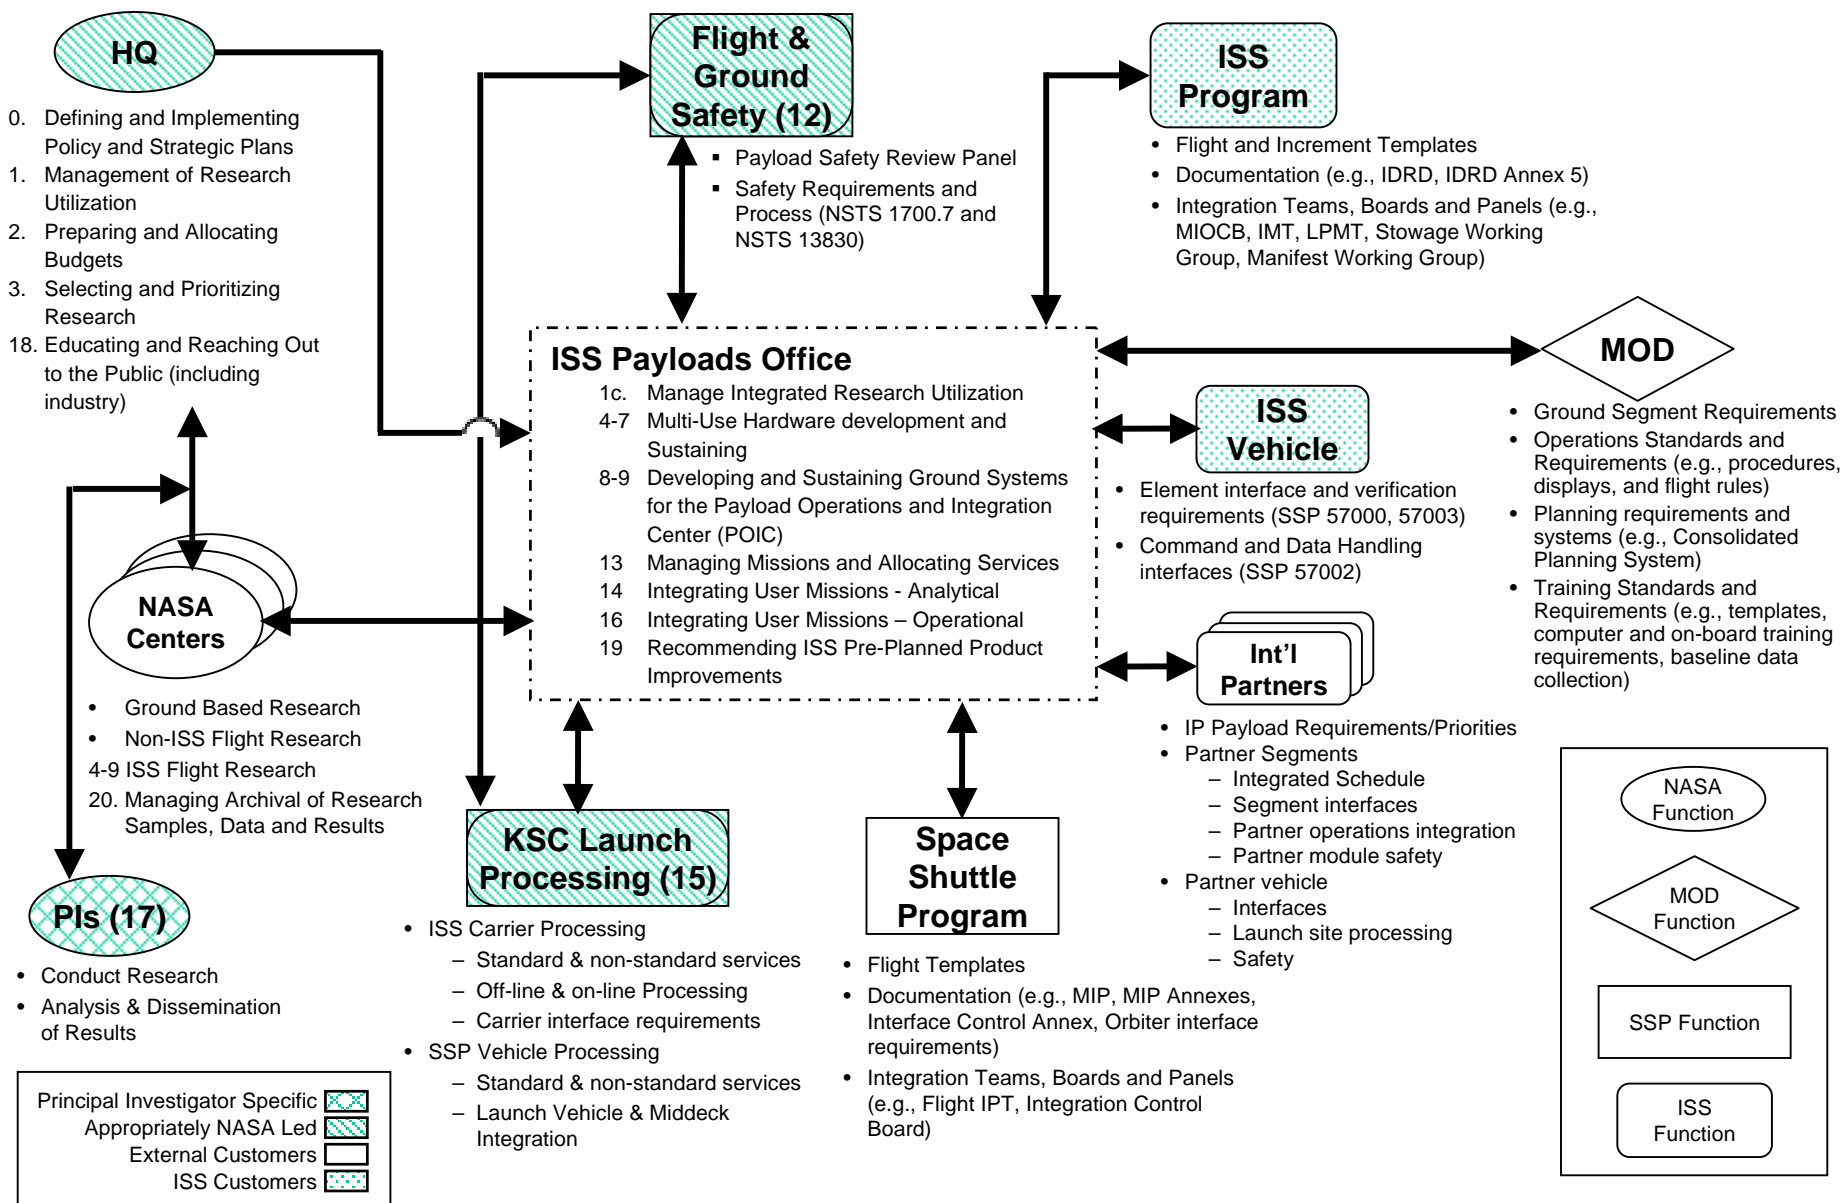 HQ
0. Defining and Implementing
Policy and Strategic Plans
1. Management of Research
Utilization
2. Preparing and Allocating
Budgets
3. Selecting and Prioritizing
Research
18. Educating and Reaching Out
to the Public (including
industry)
Flight &
Ground
Safety (12)
▪ Payload Safety Review Panel
▪ Safety Requirements and
Process (NSTS 1700.7 and
NSTS 13830)
ISS
Program
• Flight and Increment Templates
• Documentation (e.g., IDRD, IDRD Annex 5)
• Integration Teams, Boards and Panels (e.g.,
MIOCB, IMT, LPMT, Stowage Working
Group, Manifest Working Group)
ISS Payloads Office
1c. Manage Integrated Research Utilization
4-7 Multi-Use Hardware development and
Sustaining
8-9 Developing and Sustaining Ground Systems
for the Payload Operations and Integration
Center (POIC)
13 Managing Missions and Allocating Services
14 Integrating User Missions - Analytical
16 Integrating User Missions – Operational
19 Recommending ISS Pre-Planned Product
Improvements
MOD
• Ground Segment Requirements
• Operations Standards and
Requirements (e.g., procedures,
displays, and flight rules)
• Planning requirements and
systems (e.g., Consolidated
Planning System)
• Training Standards and
Requirements (e.g., templates,
computer and on-board training
requirements, baseline data
collection)
ISS
Vehicle
• Element interface and verification
requirements (SSP 57000, 57003)
• Command and Data Handling
interfaces (SSP 57002)
NASA
Centers
• Ground Based Research
• Non-ISS Flight Research
4-9 ISS Flight Research
20. Managing Archival of Research
Samples, Data and Results
Int'l
Partners
• IP Payload Requirements/Priorities
• Partner Segments
– Integrated Schedule
– Segment interfaces
– Partner operations integration
– Partner module safety
• Partner vehicle
– Interfaces
– Launch site processing
– Safety
PIs (17)
• Conduct Research
• Analysis & Dissemination
of Results
KSC Launch
Processing (15)
• ISS Carrier Processing
– Standard & non-standard services
– Off-line & on-line Processing
– Carrier interface requirements
• SSP Vehicle Processing
– Standard & non-standard services
– Launch Vehicle & Middeck
Integration
Space
Shuttle
Program
• Flight Templates
• Documentation (e.g., MIP, MIP Annexes,
Interface Control Annex, Orbiter interface
requirements)
• Integration Teams, Boards and Panels
(e.g., Flight IPT, Integration Control
Board)
NASA
Function
MOD
Function
SSP Function
ISS
Function
Principal Investigator Specific
Appropriately NASA Led
External Customers
ISS Customers